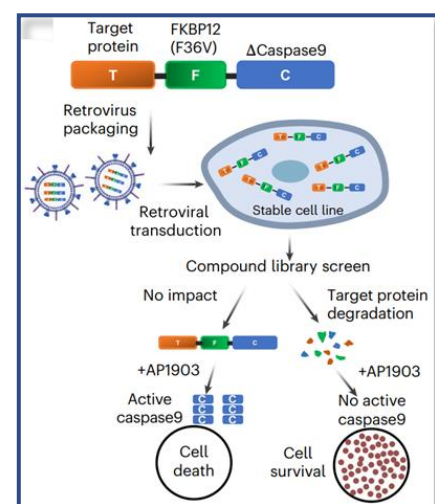 Target protein
FKBP12 (F36V)
ΔCaspase9
T F C
Retrovirus packaging
Retroviral transduction
T F C
T F C
T F C
T F C
T F C
Stable cell line
Compound library screen
No impact
Target protein degradation
T F C
+AP1903
+AP1903
Active caspase9
C C
C C
C C
No active caspase9
Cell death
Cell survival